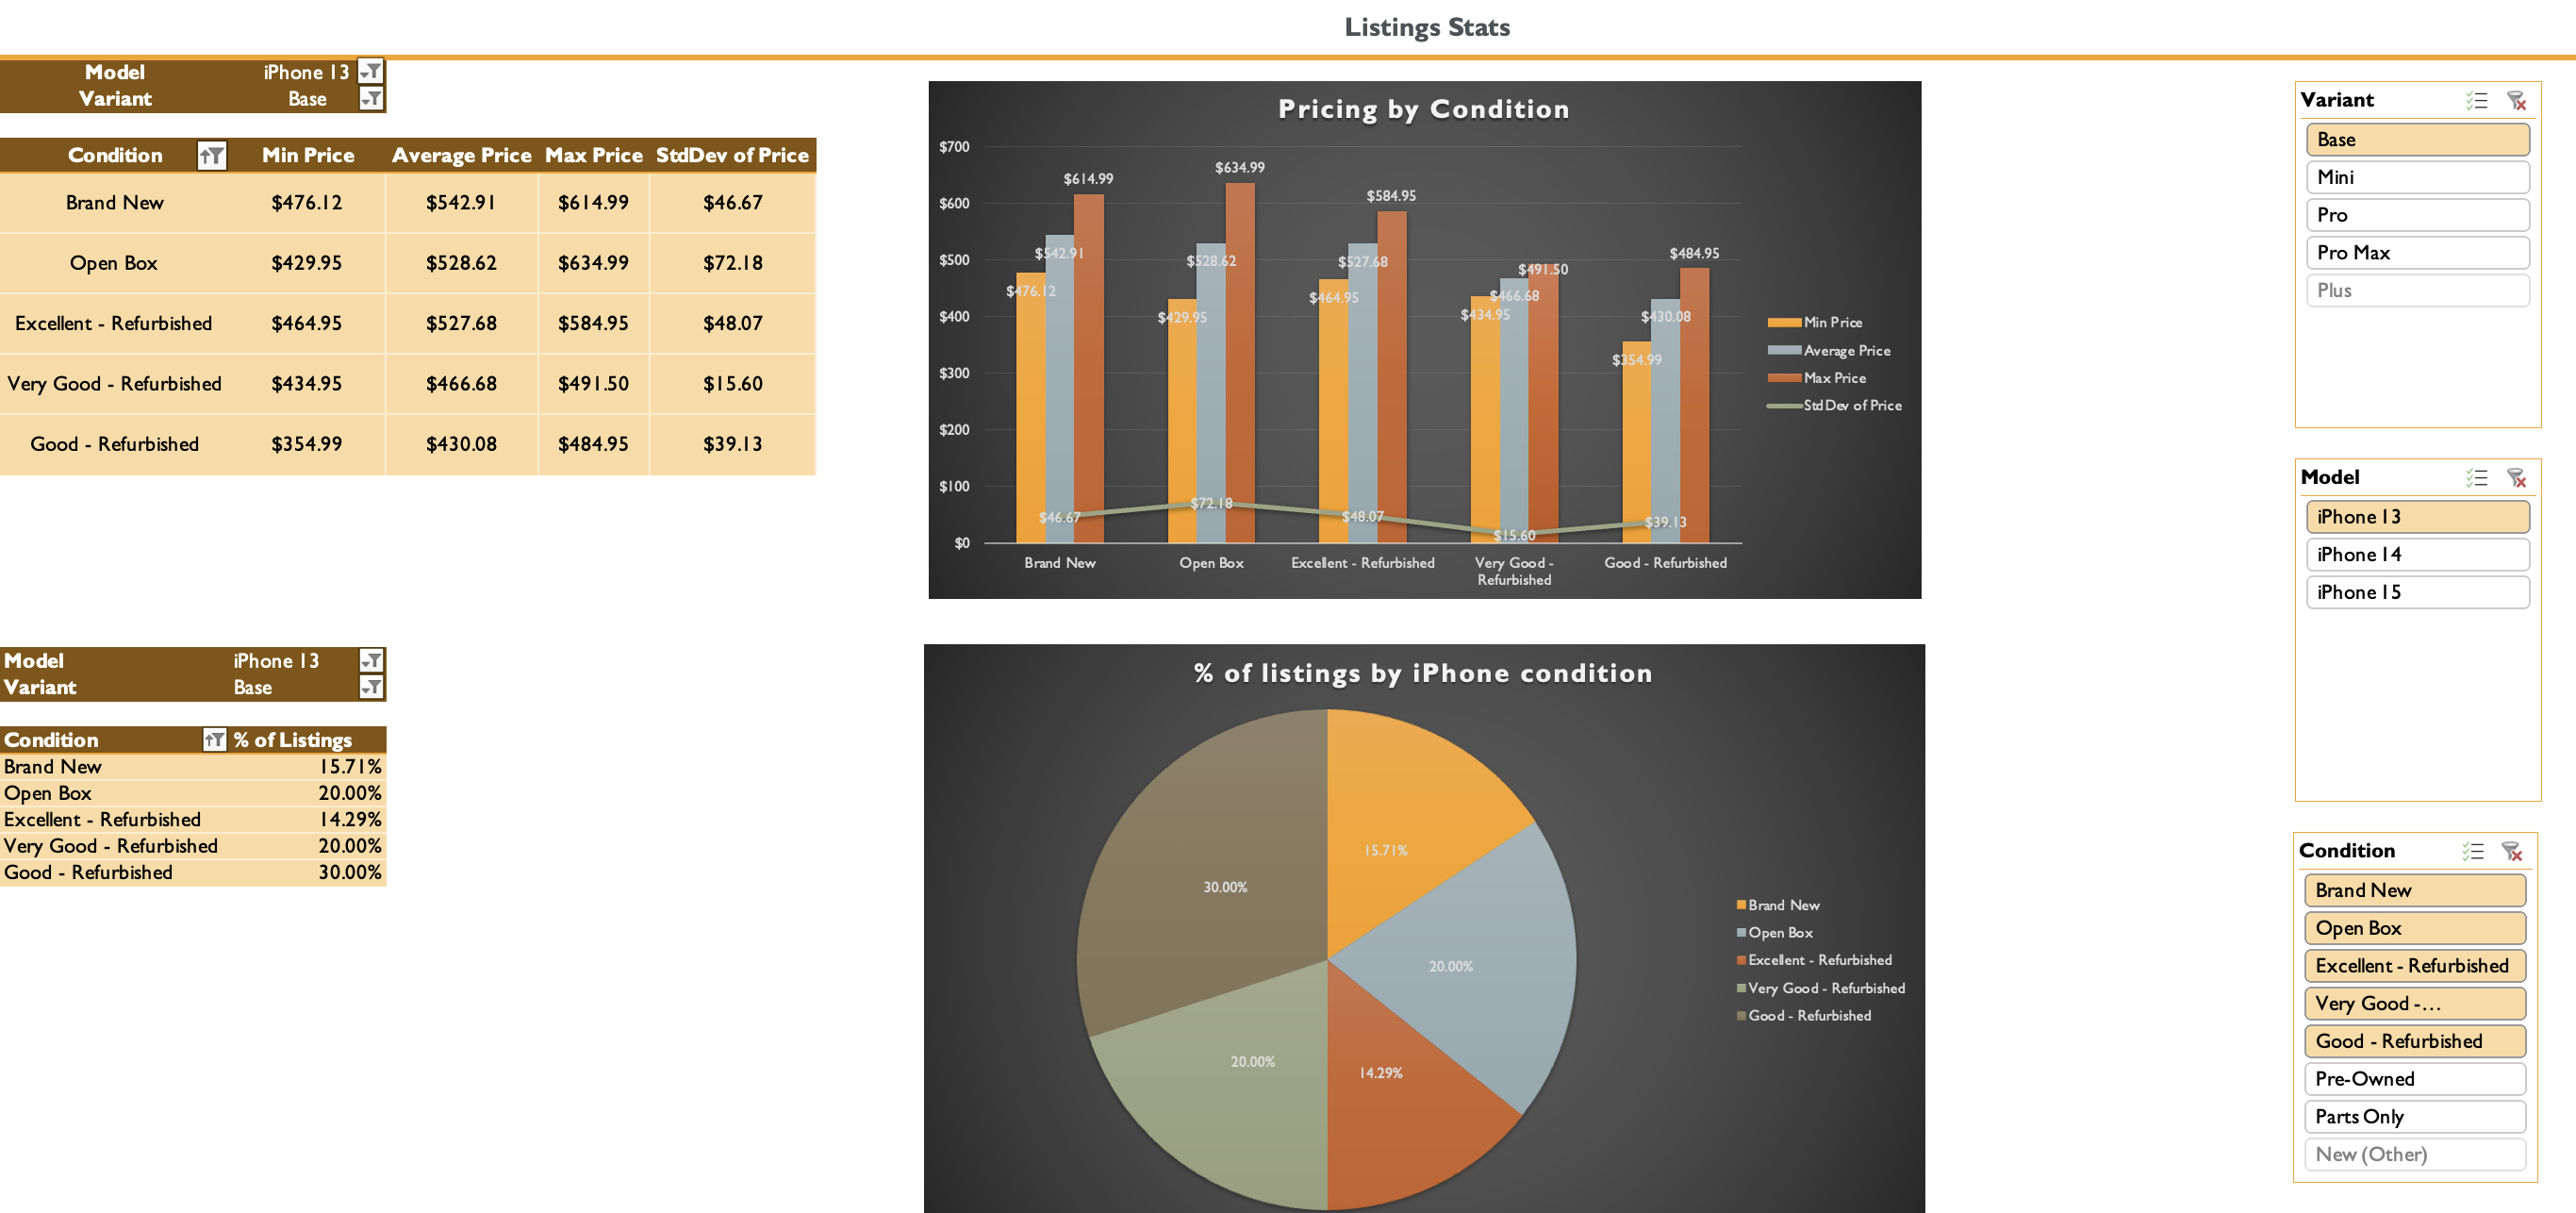 Listings Stats
Model iPhone 13
Variant Base
Condition Min Price Average Price Max Price StdDev of Price
Brand New $476.12 $542.91 $614.99 $46.67
Open Box $429.95 $528.62 $634.99 $72.18
Excellent - Refurbished $464.95 $527.68 $584.95 $48.07
Very Good - Refurbished $434.95 $466.68 $491.50 $15.60
Good - Refurbished $354.99 $430.08 $484.95 $39.13
Pricing by Condition
$700
$600
$500
$400
$300
$200
$100
$0
$476.12
$542.91
$614.99
$429.95
$528.62
$634.99
$464.95
$527.68
$584.95
$434.95
$466.68
$491.50
$354.99
$430.08
$484.95
$46.67
$72.18
$48.07
$15.60
$39.13
Brand New
Open Box
Excellent - Refurbished
Very Good -
Refurbished
Good - Refurbished
Min Price
Average Price
Max Price
StdDev of Price
Variant
Base
Mini
Pro
Pro Max
Plus
Model
iPhone 13
iPhone 14
iPhone 15
Model iPhone 13
Variant Base
Condition % of Listings
Brand New 15.71%
Open Box 20.00%
Excellent - Refurbished 14.29%
Very Good - Refurbished 20.00%
Good - Refurbished 30.00%
% of listings by iPhone condition
15.71%
20.00%
14.29%
20.00%
30.00%
Brand New
Open Box
Excellent - Refurbished
Very Good - Refurbished
Good - Refurbished
Condition
Brand New
Open Box
Excellent - Refurbished
Very Good -...
Good - Refurbished
Pre-Owned
Parts Only
New (Other)